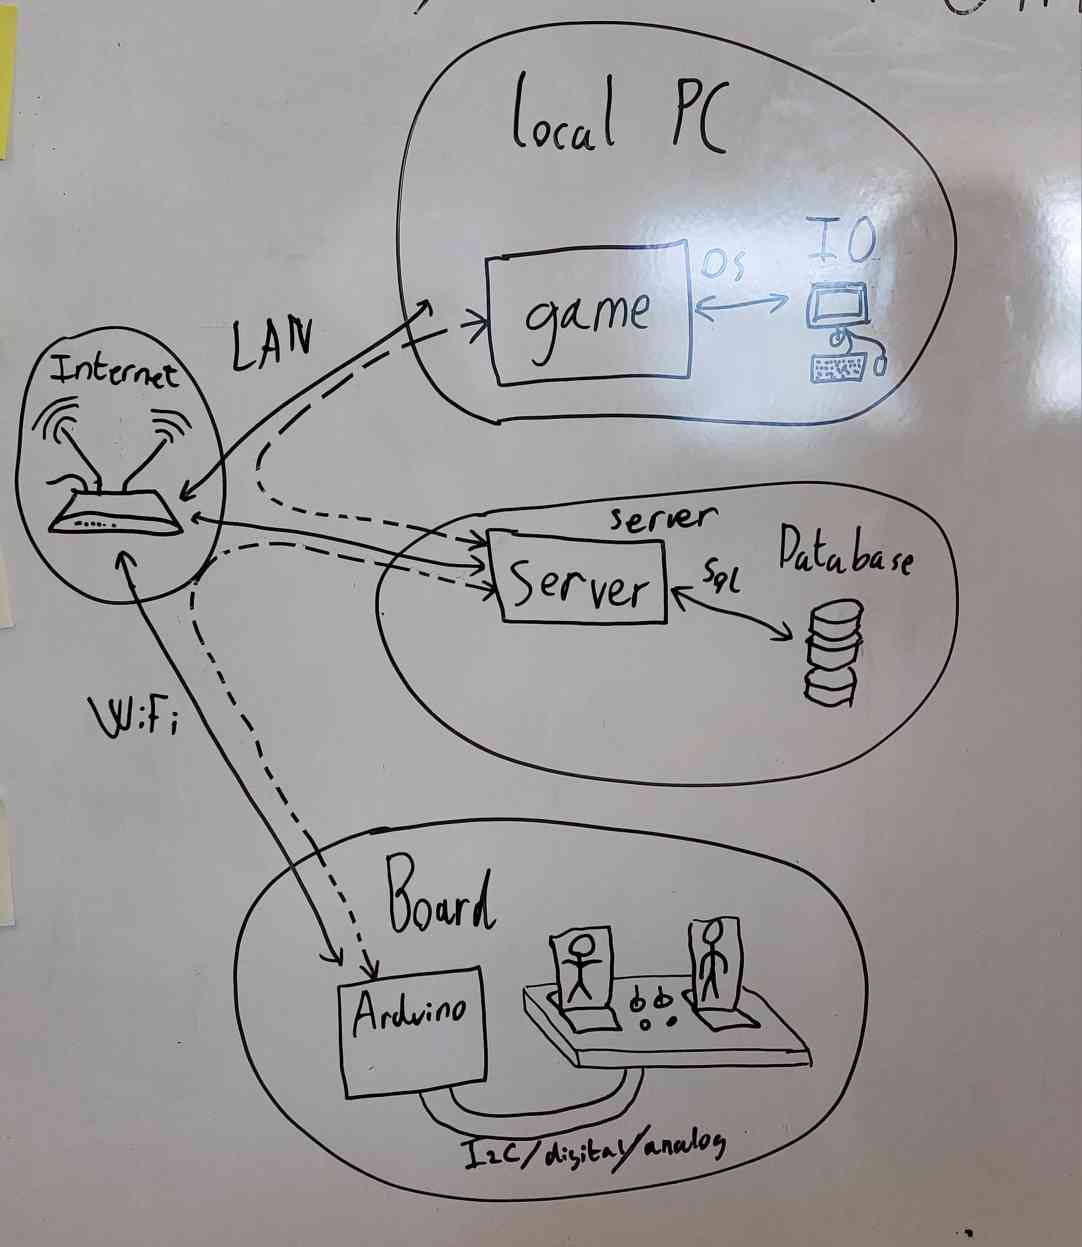 local PC
IO
OS
game
LAN
Internet
server
Server
Sql
Database
WiFi
Board
Arduino
I2C/digital/analog